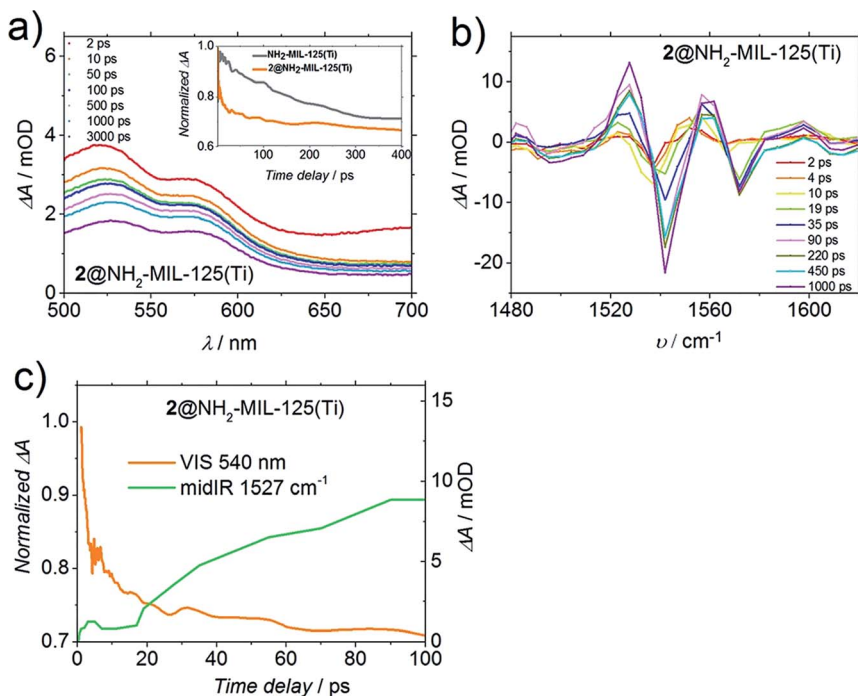 a)
6
4
2
0
ΔA / mOD
2 ps
10 ps
50 ps
100 ps
500 ps
1000 ps
3000 ps
1.0
0.8
0.6
Normalized ΔA
NH₂-MIL-125(Ti)
2@NH₂-MIL-125(Ti)
100 200 300 400
Time delay / ps
2@NH₂-MIL-125(Ti)
500 550 600 650 700
λ / nm
b)
2@NH₂-MIL-125(Ti)
10
0
-10
-20
ΔA / mOD
2 ps
4 ps
10 ps
19 ps
35 ps
90 ps
220 ps
450 ps
1000 ps
1480 1520 1560 1600
υ / cm⁻¹
c)
2@NH₂-MIL-125(Ti)
1.0
0.9
0.8
0.7
Normalized ΔA
VIS 540 nm
midIR 1527 cm⁻¹
15
10
5
0
ΔA / mOD
0 20 40 60 80 100
Time delay / ps